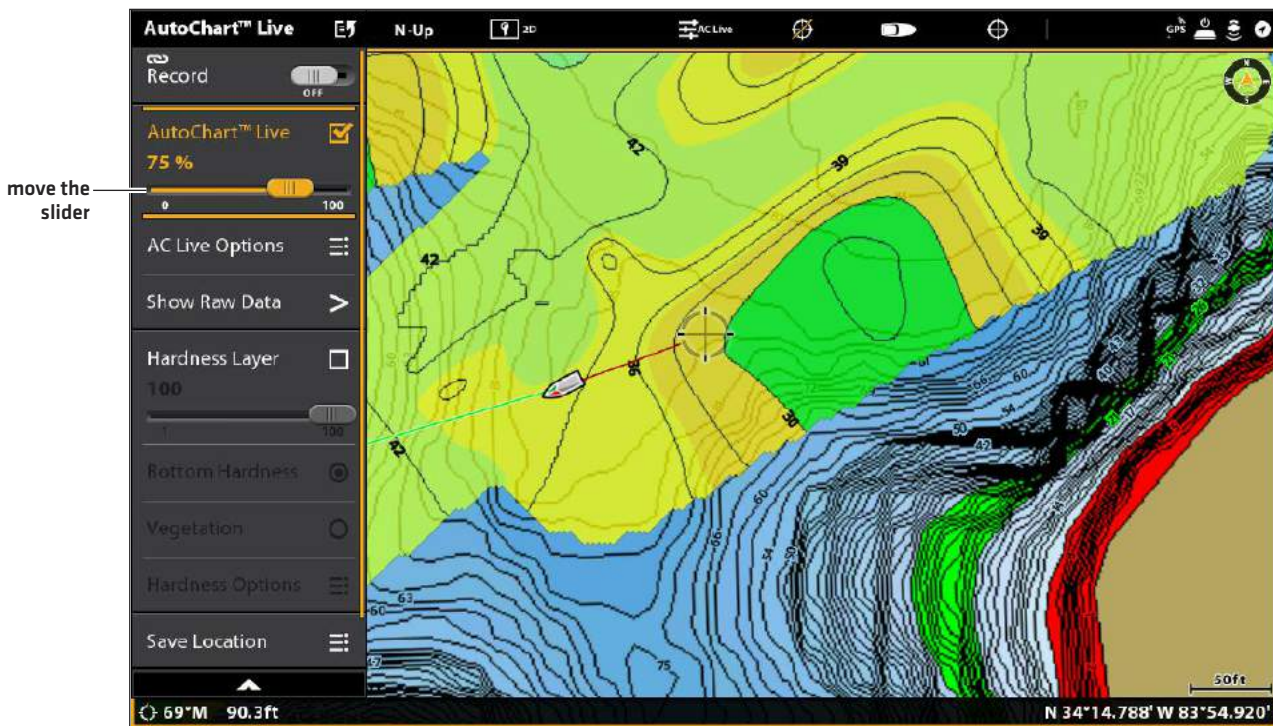 AutoChart™ Live
N-Up
2D
AC Live
GPS
Record
OFF
AutoChart™ Live
75 %
0 100
move the
slider
AC Live Options
Show Raw Data
Hardness Layer
100
1 100
Bottom Hardness
Vegetation
Hardness Options
Save Location
42
39
42
39
36
42
30
N
E
S
W
66
60
54
50
42
60
66
54
50
63
60
75
50ft
69°M 90.3ft
N 34°14.788' W 83°54.920'